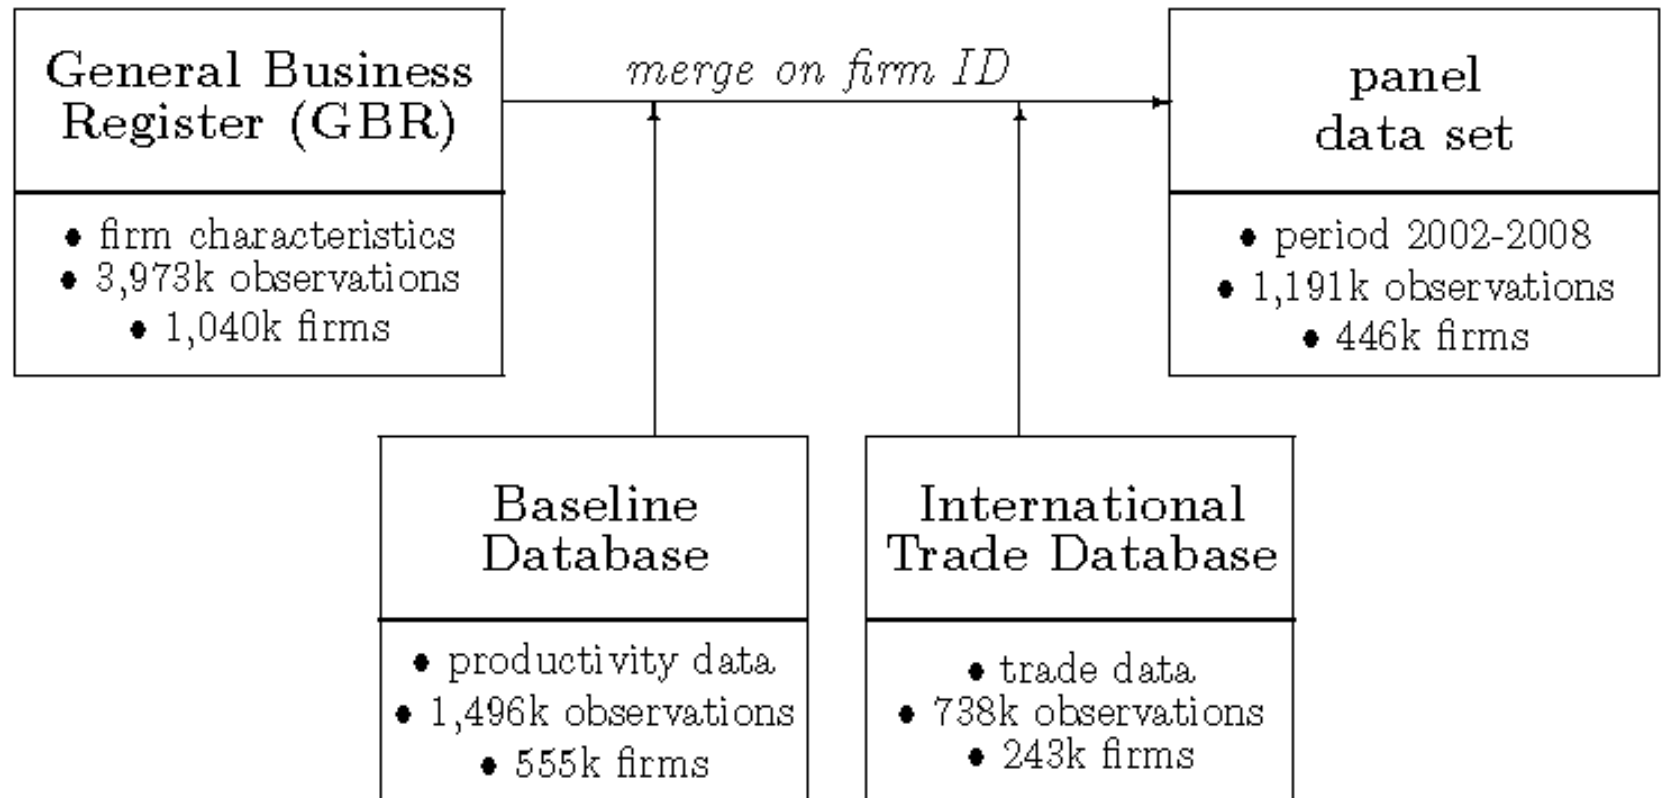 General Business
Register (GBR)
• firm characteristics
• 3,973k observations
• 1,040k firms
merge on firm ID
panel
data set
• period 2002-2008
• 1,191k observations
• 446k firms
Baseline
Database
• productivity data
• 1,496k observations
• 555k firms
International
Trade Database
• trade data
• 738k observations
• 243k firms